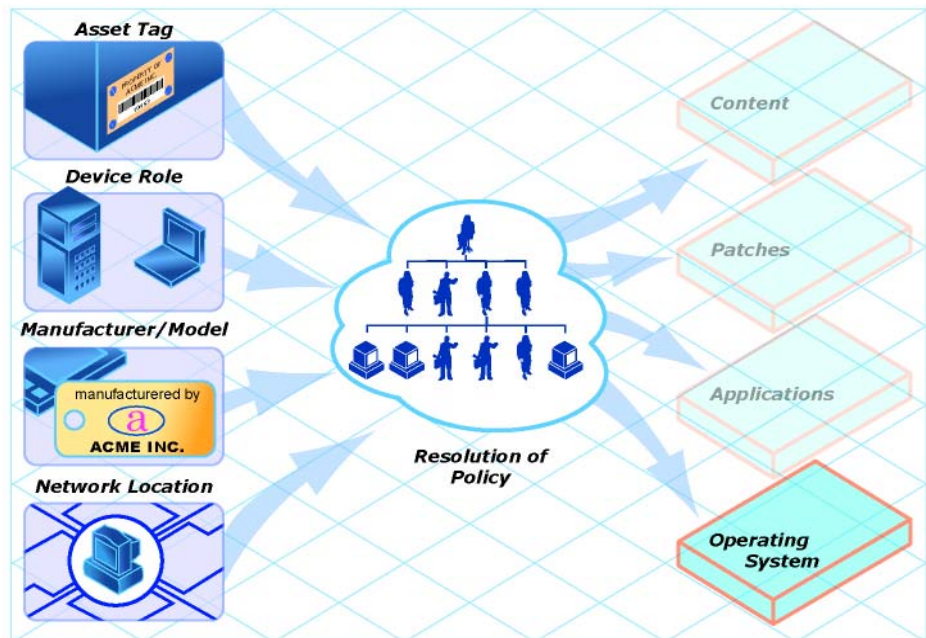 Asset Tag
PROPERTY OF
ACME INC.
Device Role
Manufacturer/Model
manufacturered by
a
ACME INC.
Network Location
Resolution of
Policy
Content
Patches
Applications
Operating
System